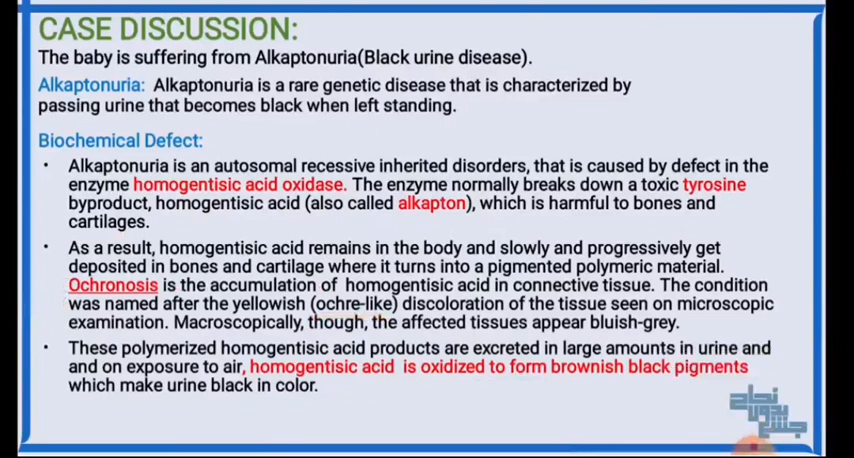 CASE DISCUSSION:
The baby is suffering from Alkaptonuria(Black urine disease).
Alkaptonuria: Alkaptonuria is a rare genetic disease that is characterized by
passing urine that becomes black when left standing.
Biochemical Defect:
• Alkaptonuria is an autosomal recessive inherited disorders, that is caused by defect in the
enzyme homogentisic acid oxidase. The enzyme normally breaks down a toxic tyrosine
byproduct, homogentisic acid (also called alkapton), which is harmful to bones and
cartilages.
• As a result, homogentisic acid remains in the body and slowly and progressively get
deposited in bones and cartilage where it turns into a pigmented polymeric material.
Ochronosis is the accumulation of homogentisic acid in connective tissue. The condition
was named after the yellowish (ochre-like) discoloration of the tissue seen on microscopic
examination. Macroscopically, though, the affected tissues appear bluish-grey.
• These polymerized homogentisic acid products are excreted in large amounts in urine and
and on exposure to air, homogentisic acid is oxidized to form brownish black pigments
which make urine black in color.